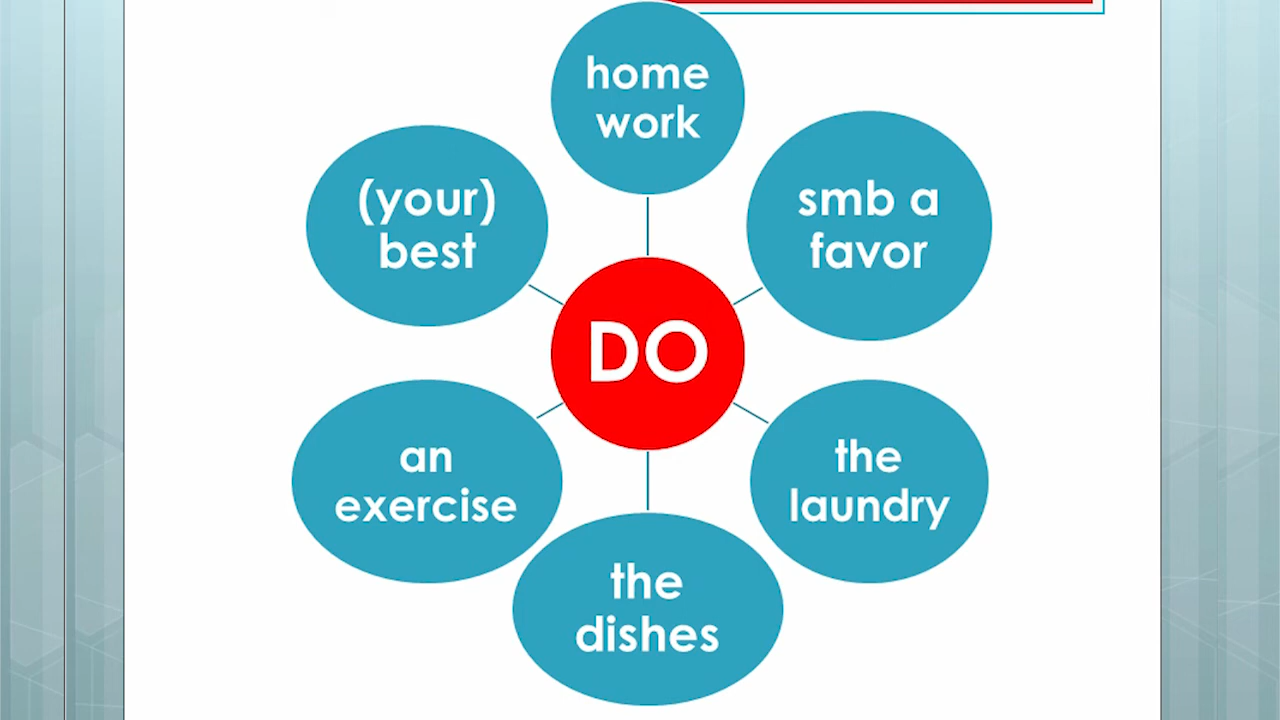 home
work
(your)
best
smb a
favor
DO
an
exercise
the
laundry
the
dishes